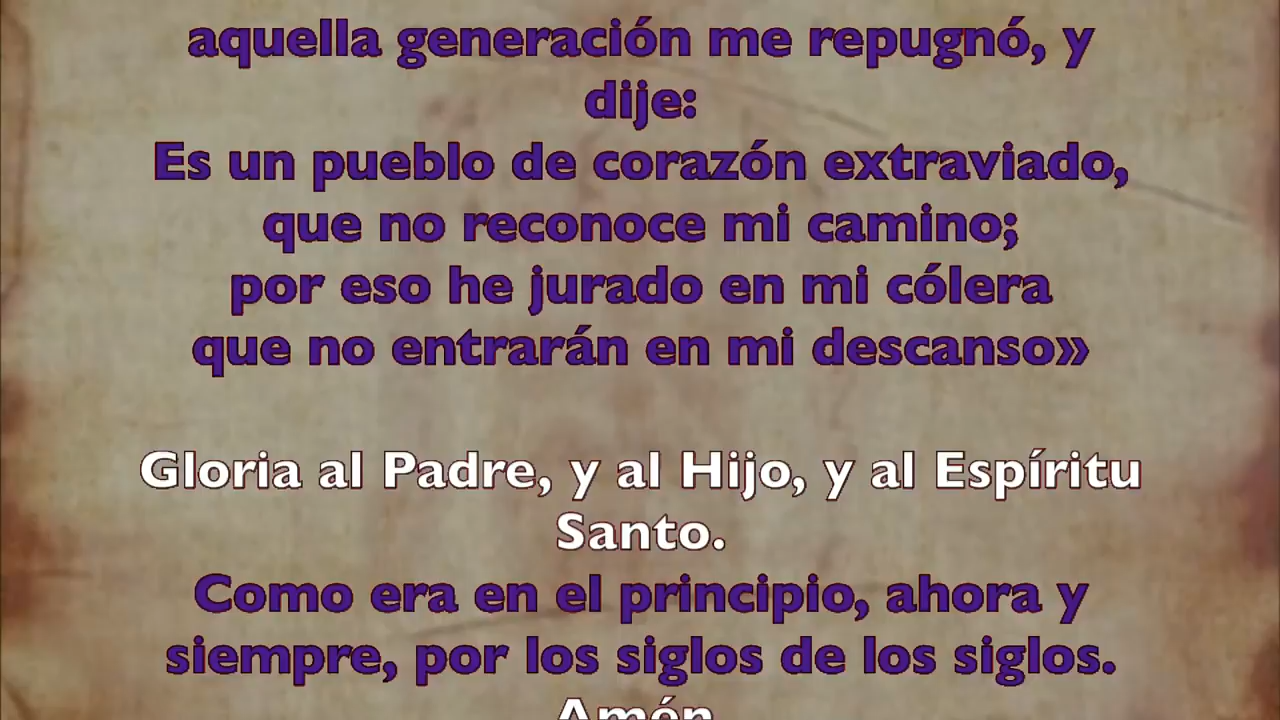 aquella generación me repugnó, y
dije:
Es un pueblo de corazón extraviado,
que no reconoce mi camino;
por eso he jurado en mi cólera
que no entrarán en mi descanso»
Gloria al Padre, y al Hijo, y al Espíritu
Santo.
Como era en el principio, ahora y
siempre, por los siglos de los siglos.
Amén